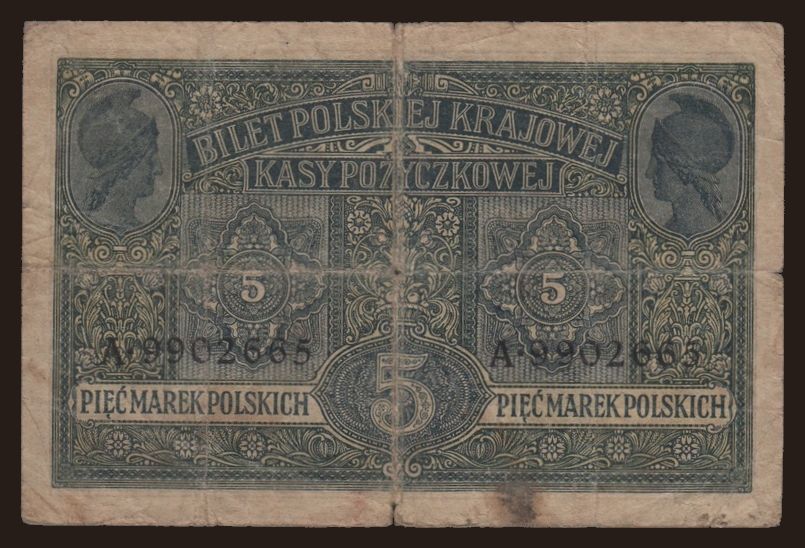 BILET POLSKIEJ KRAJOWEJ
KASY POŻYCZKOWEJ
5 5
A·9902665 A·9902665
5
PIĘĆ MAREK POLSKICH PIĘĆ MAREK POLSKICH